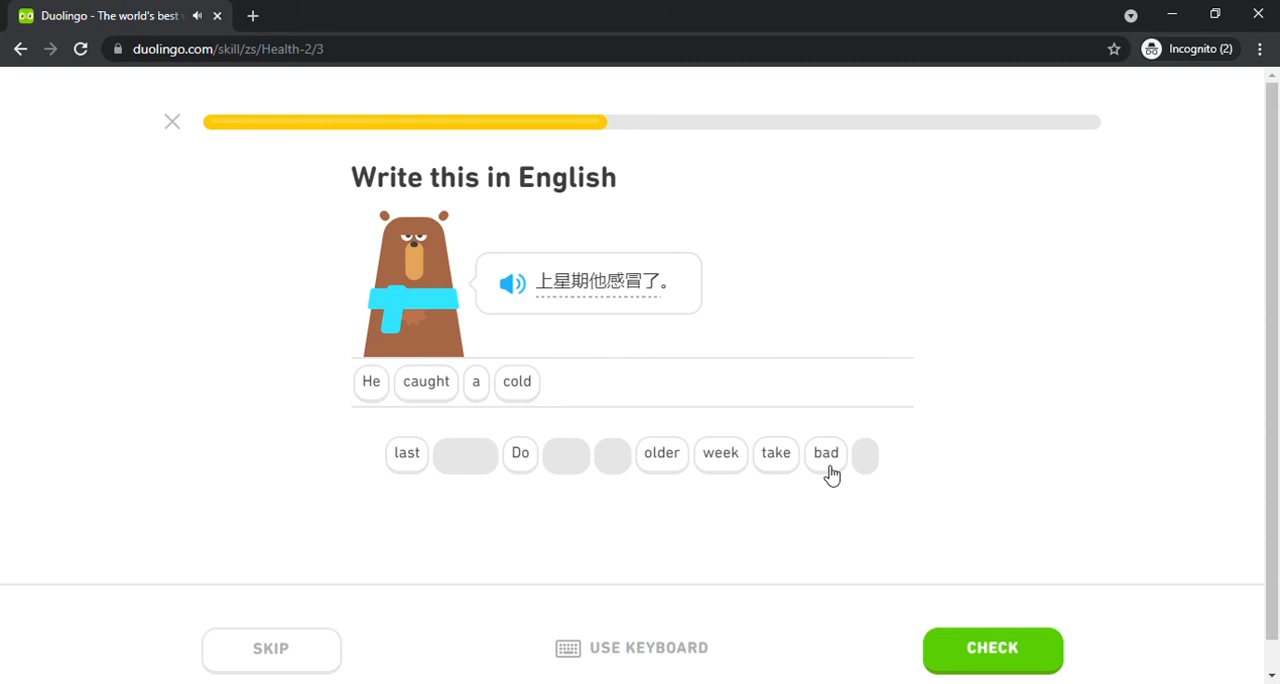 Duolingo - The world's best
duolingo.com/skill/zs/Health-2/3
Incognito (2)
Write this in English
上星期他感冒了。
He caught a cold
last Do older week take bad
SKIP
USE KEYBOARD
CHECK